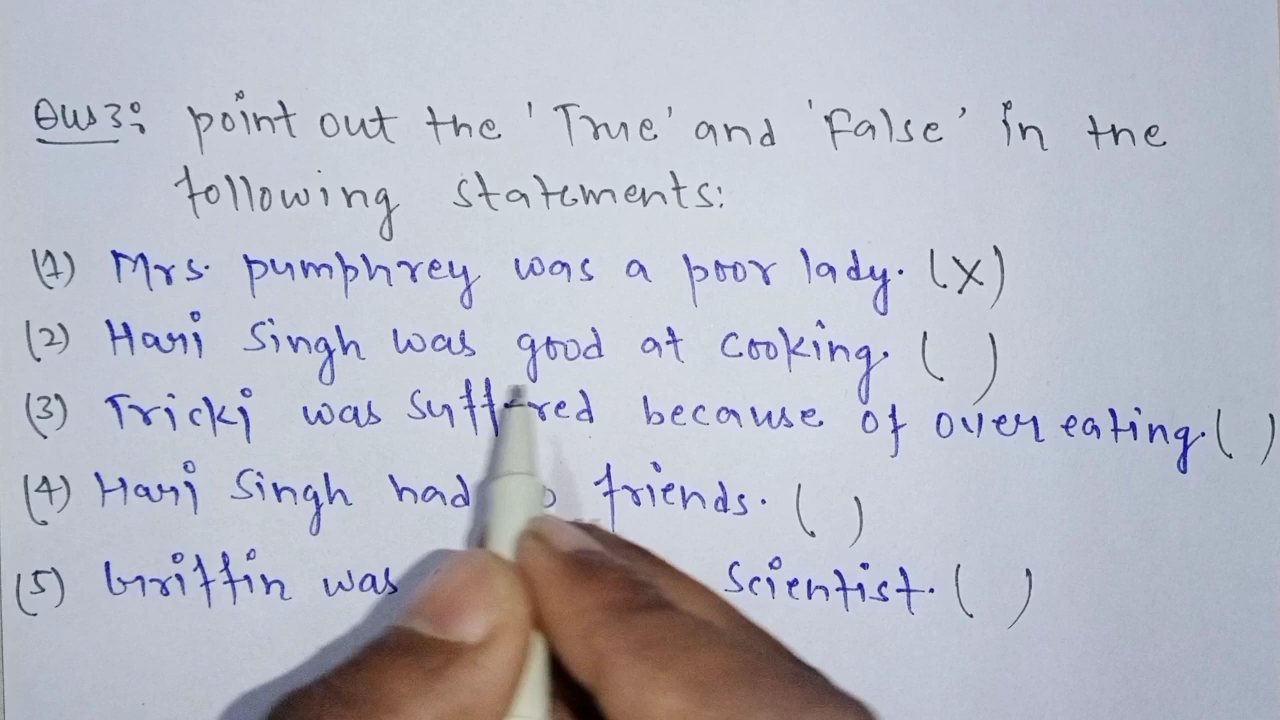 Qus 3: point out the 'True' and 'False' in the
following statements:
(1) Mrs. pumphrey was a poor lady. (X)
(2) Hari Singh was good at cooking. ( )
(3) Tricki was suffered because of over eating. ( )
(4) Hari Singh had friends. ( )
(5) Griffin was scientist. ( )